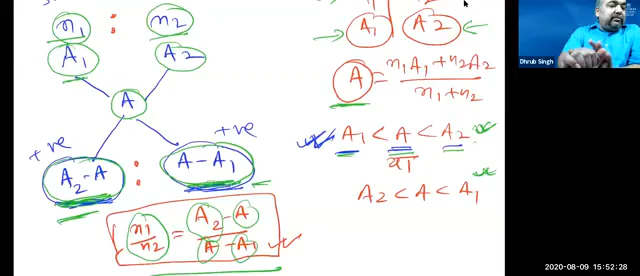 n1 : n2
A1 A2
A
+ve +ve
A2-A : A-A1
n1/n2 = A2-A/A-A1
A1 A2
A = n1A1+n2A2/n1+n2
A1 < A < A2
A2 < A < A1
Dhrub Singh
2020-08-09 15:52:28